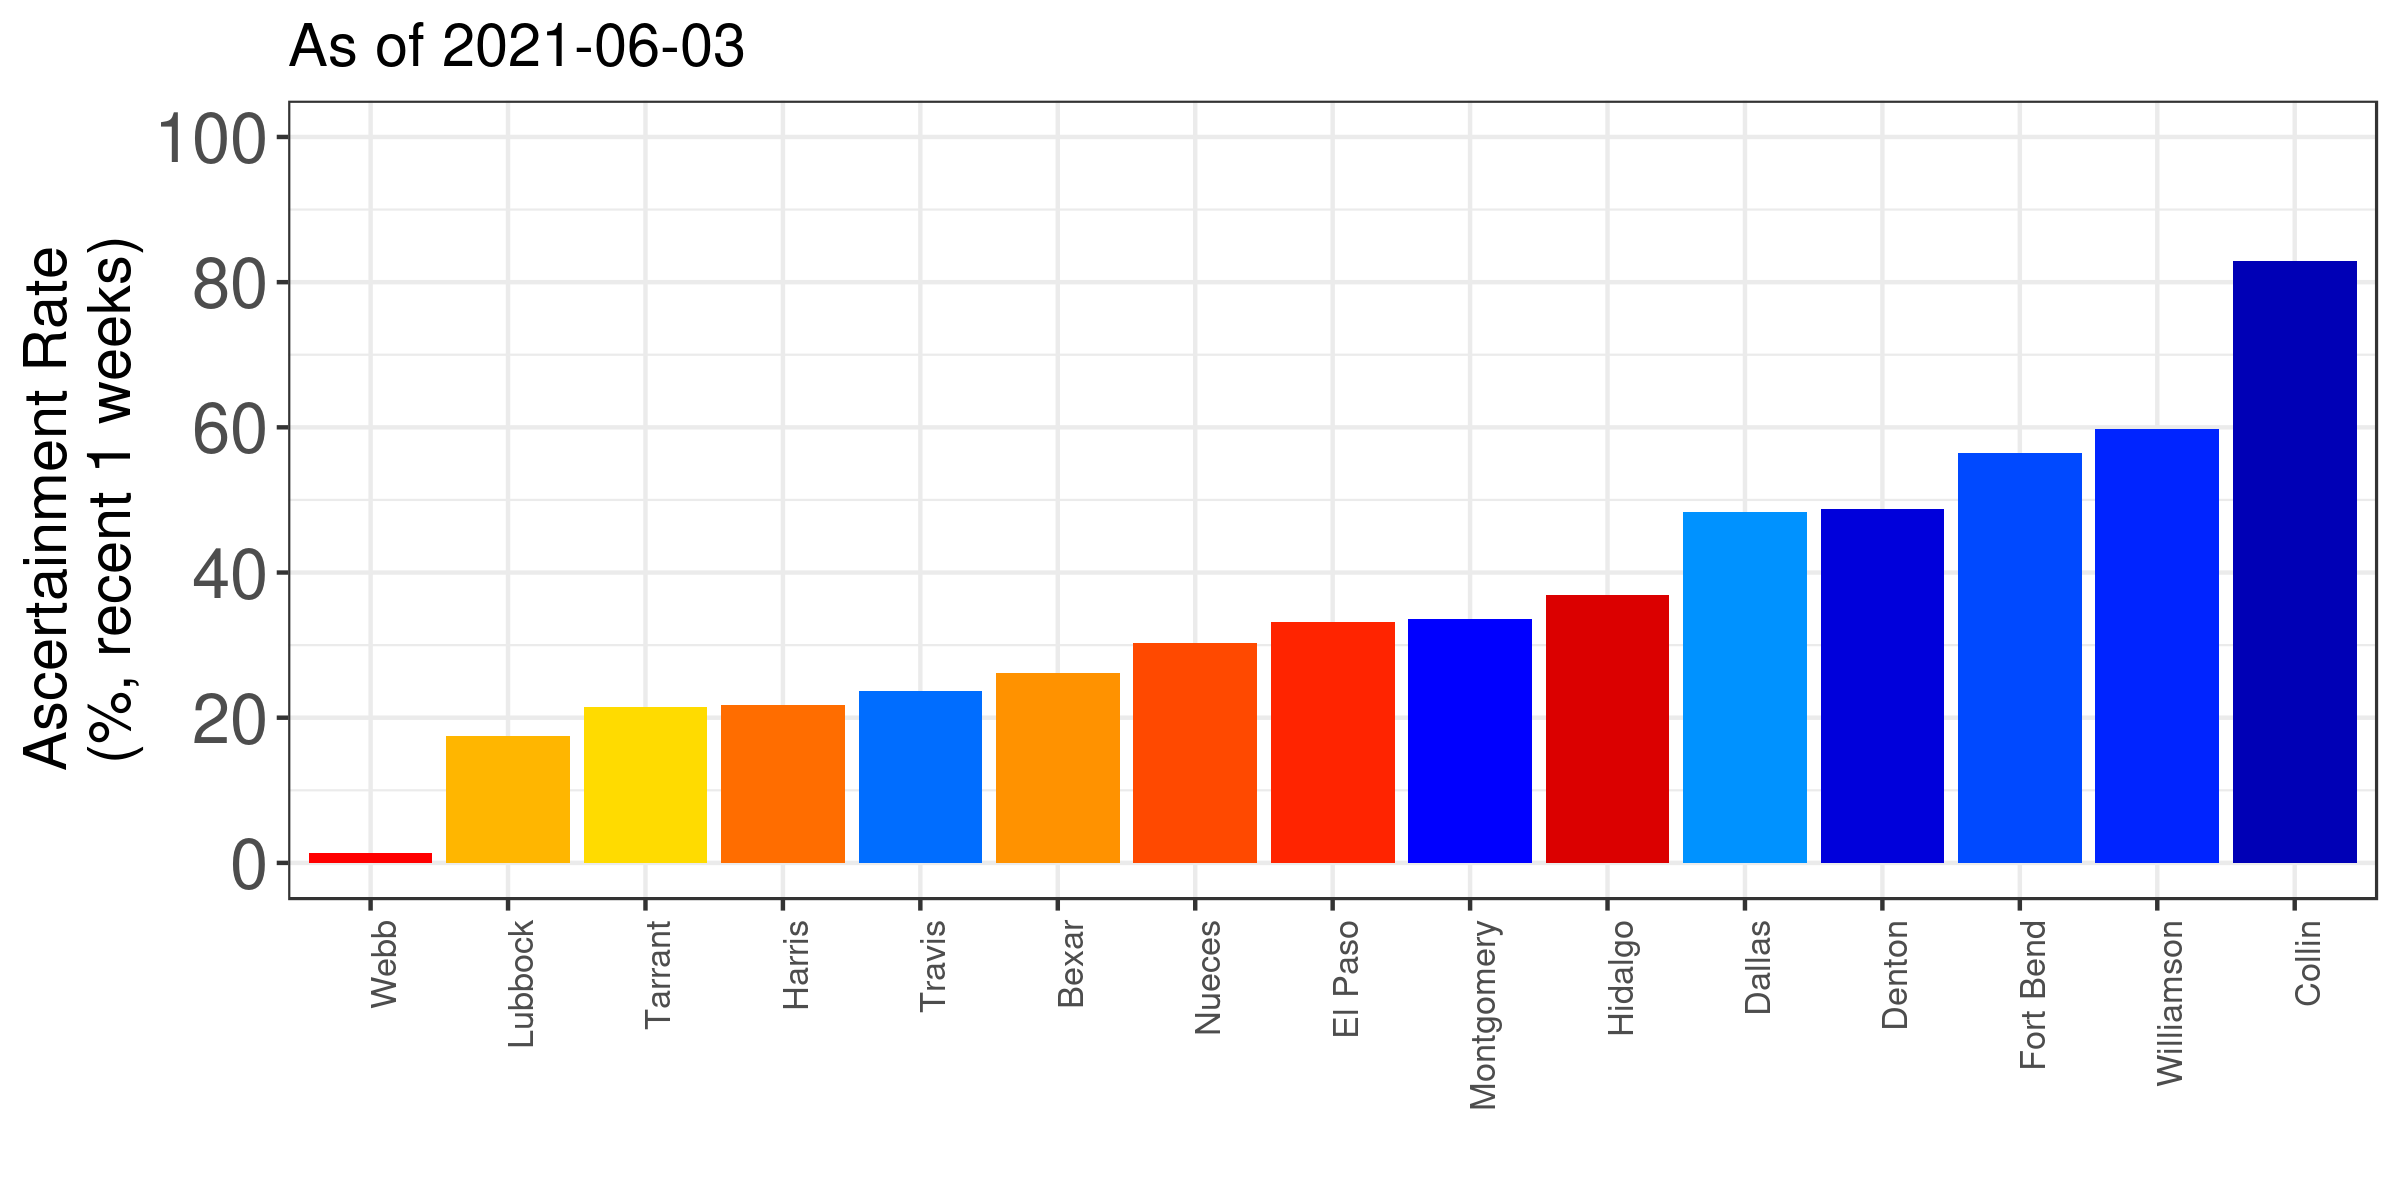 As of 2021-06-03
Ascertainment Rate
(%, recent 1 weeks)
100
80
60
40
20
0
Webb
Lubbock
Tarrant
Harris
Travis
Bexar
Nueces
El Paso
Montgomery
Hidalgo
Dallas
Denton
Fort Bend
Williamson
Collin